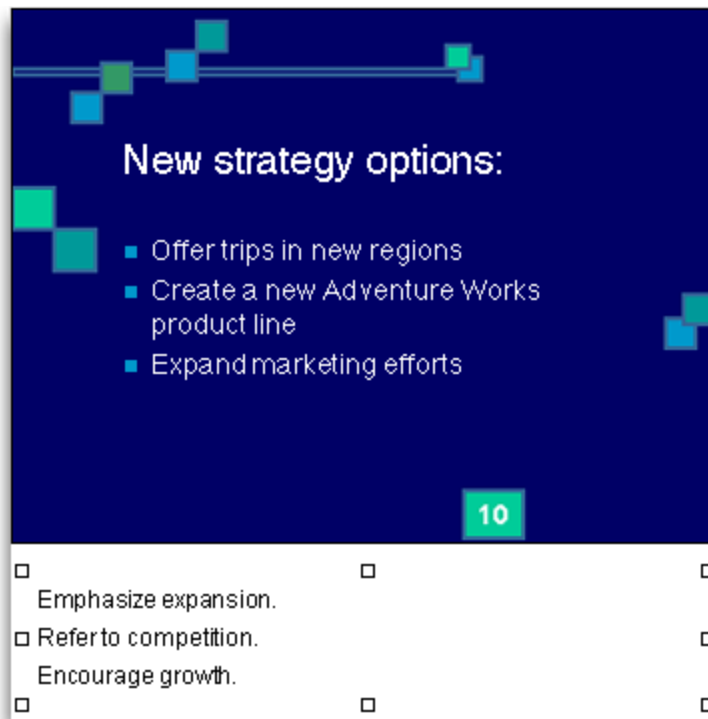 New strategy options:
Offer trips in new regions
Create a new Adventure Works
product line
Expand marketing efforts
10
Emphasize expansion.
Refer to competition.
Encourage growth.